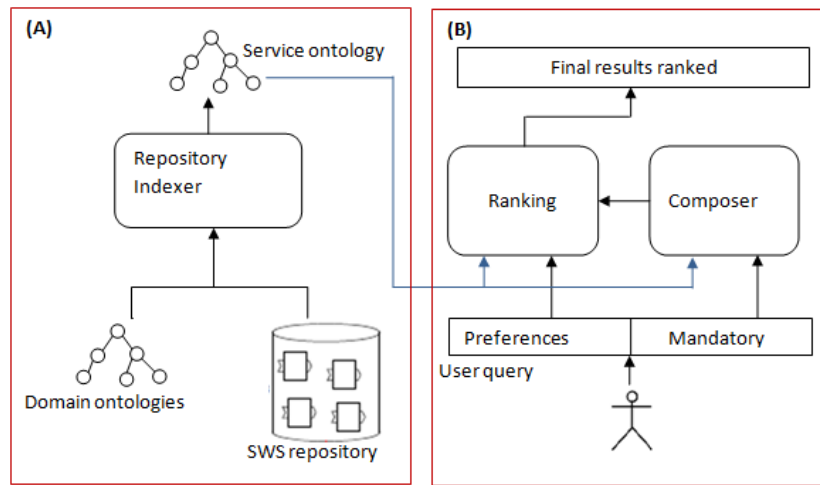 (A)
Service ontology
Repository
Indexer
Domain ontologies
SWS repository
(B)
Final results ranked
Ranking
Composer
Preferences
Mandatory
User query